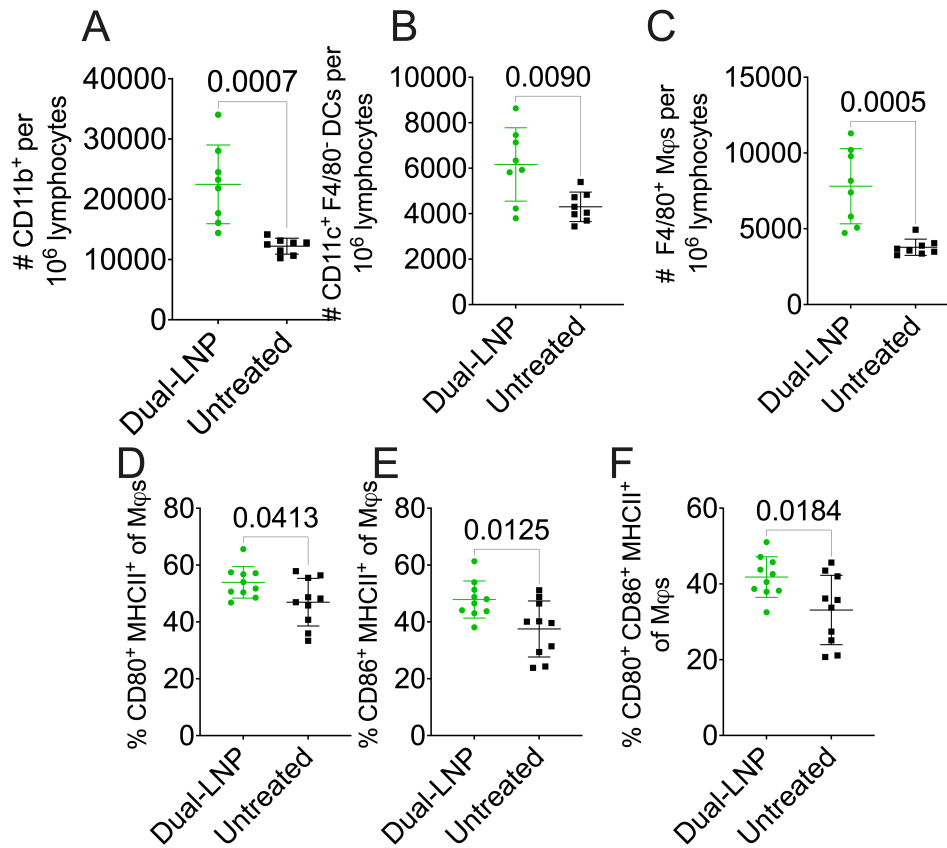 A
# CD11b⁺ per
10⁶ lymphocytes
40000
30000
20000
10000
0
0.0007
Dual-LNP
Untreated
B
# CD11c⁺ F4/80⁻ DCs per
10⁶ lymphocytes
10000
8000
6000
4000
2000
0
0.0090
Dual-LNP
Untreated
C
# F4/80⁺ Mφs per
10⁶ lymphocytes
15000
10000
5000
0
0.0005
Dual-LNP
Untreated
D
% CD80⁺ MHCII⁺ of Mφs
80
60
40
20
0
0.0413
Dual-LNP
Untreated
E
% CD86⁺ MHCII⁺ of Mφs
80
60
40
20
0
0.0125
Dual-LNP
Untreated
F
% CD80⁺ CD86⁺ MHCII⁺
of Mφs
60
40
20
0
0.0184
Dual-LNP
Untreated